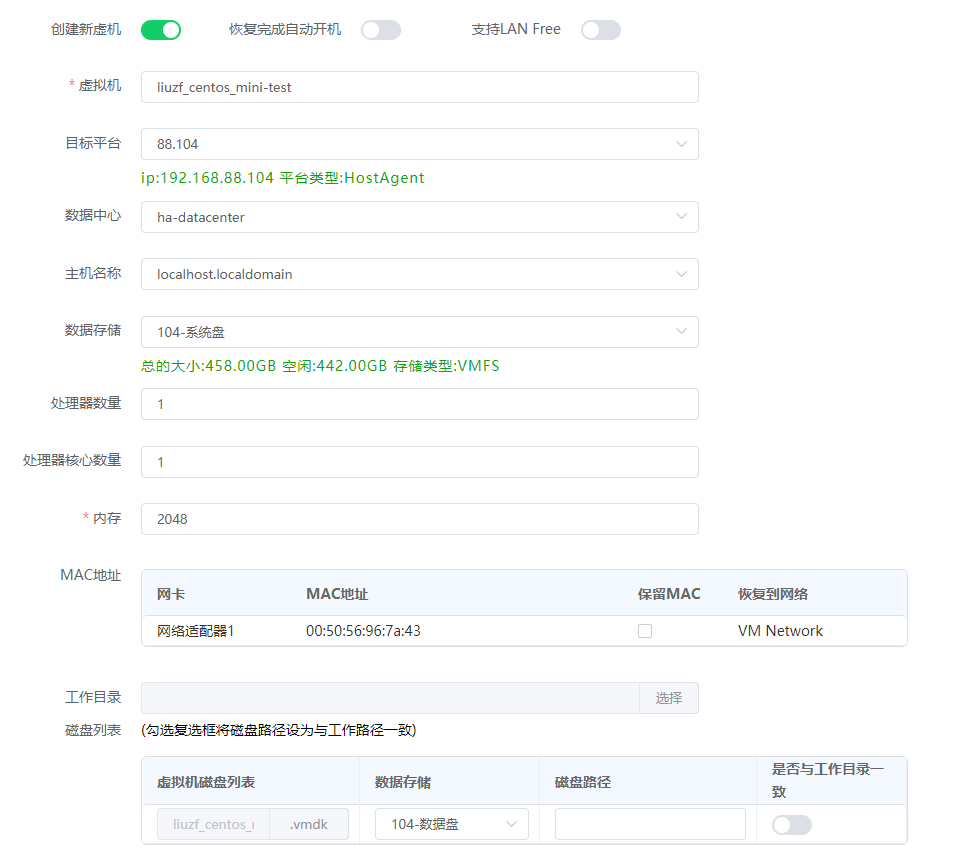 创建新虚机 恢复完成自动开机 支持LAN Free
* 虚拟机 liuzf_centos_mini-test
目标平台 88.104
ip:192.168.88.104 平台类型:HostAgent
数据中心 ha-datacenter
主机名称 localhost.localdomain
数据存储 104-系统盘
总的大小:458.00GB 空闲:442.00GB 存储类型:VMFS
处理器数量 1
处理器核心数量 1
* 内存 2048
MAC地址
网卡 MAC地址 保留MAC 恢复到网络
网络适配器1 00:50:56:96:7a:43 VM Network
工作目录 选择
磁盘列表 (勾选复选框将磁盘路径设为与工作路径一致)
虚拟机磁盘列表 数据存储 磁盘路径 是否与工作目录一
致
liuzf_centos_ .vmdk 104-数据盘